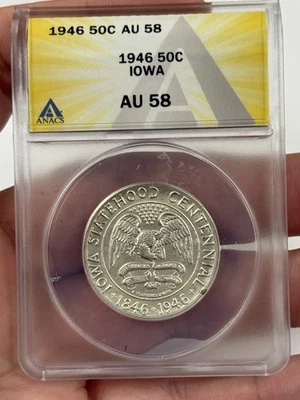 1946 50C AU 58
1946 50C
IOWA
ANACS
AU 58
IOWA STATEHOOD CENTENNIAL
1846 • 1946